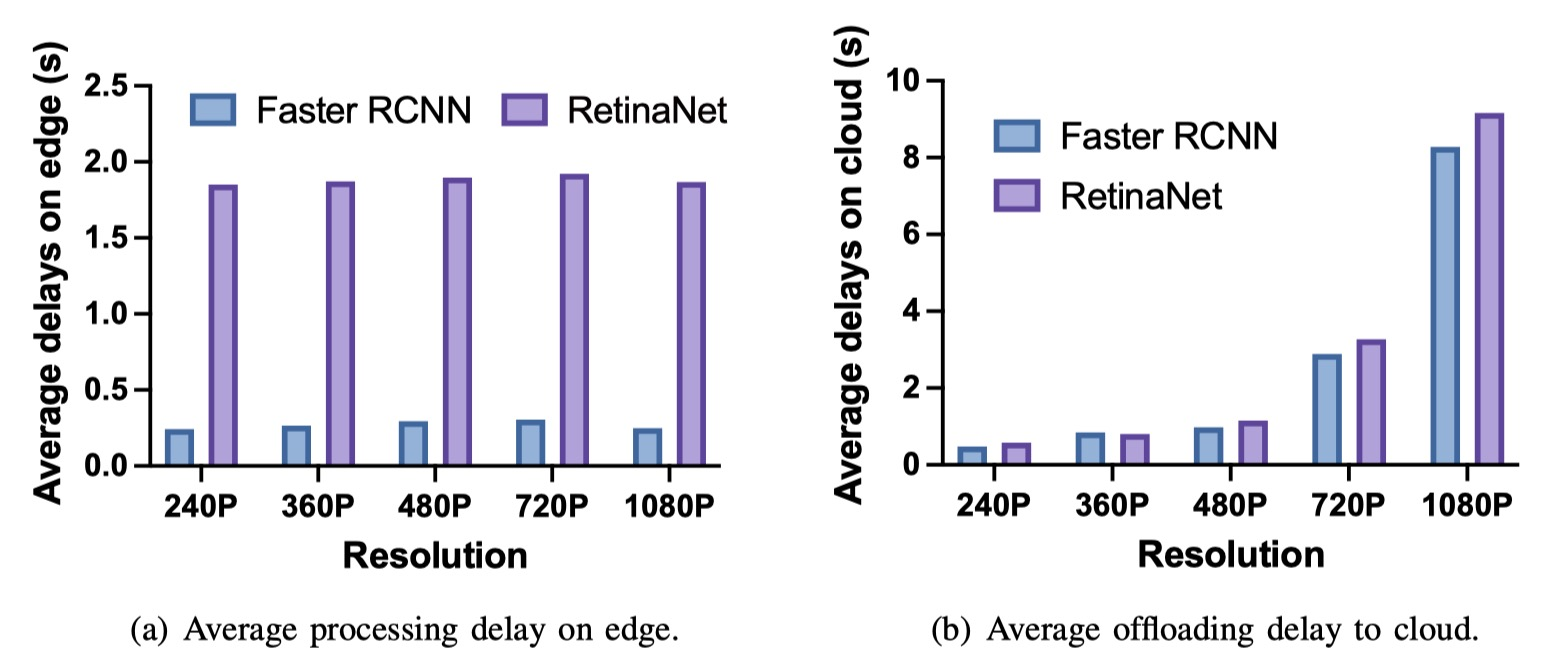 Average delays on edge (s)
2.5
2.0
1.5
1.0
0.5
0.0
Faster RCNN
RetinaNet
240P 360P 480P 720P 1080P
Resolution
(a) Average processing delay on edge.
Average delays on cloud (s)
10
8
6
4
2
0
Faster RCNN
RetinaNet
240P 360P 480P 720P 1080P
Resolution
(b) Average offloading delay to cloud.